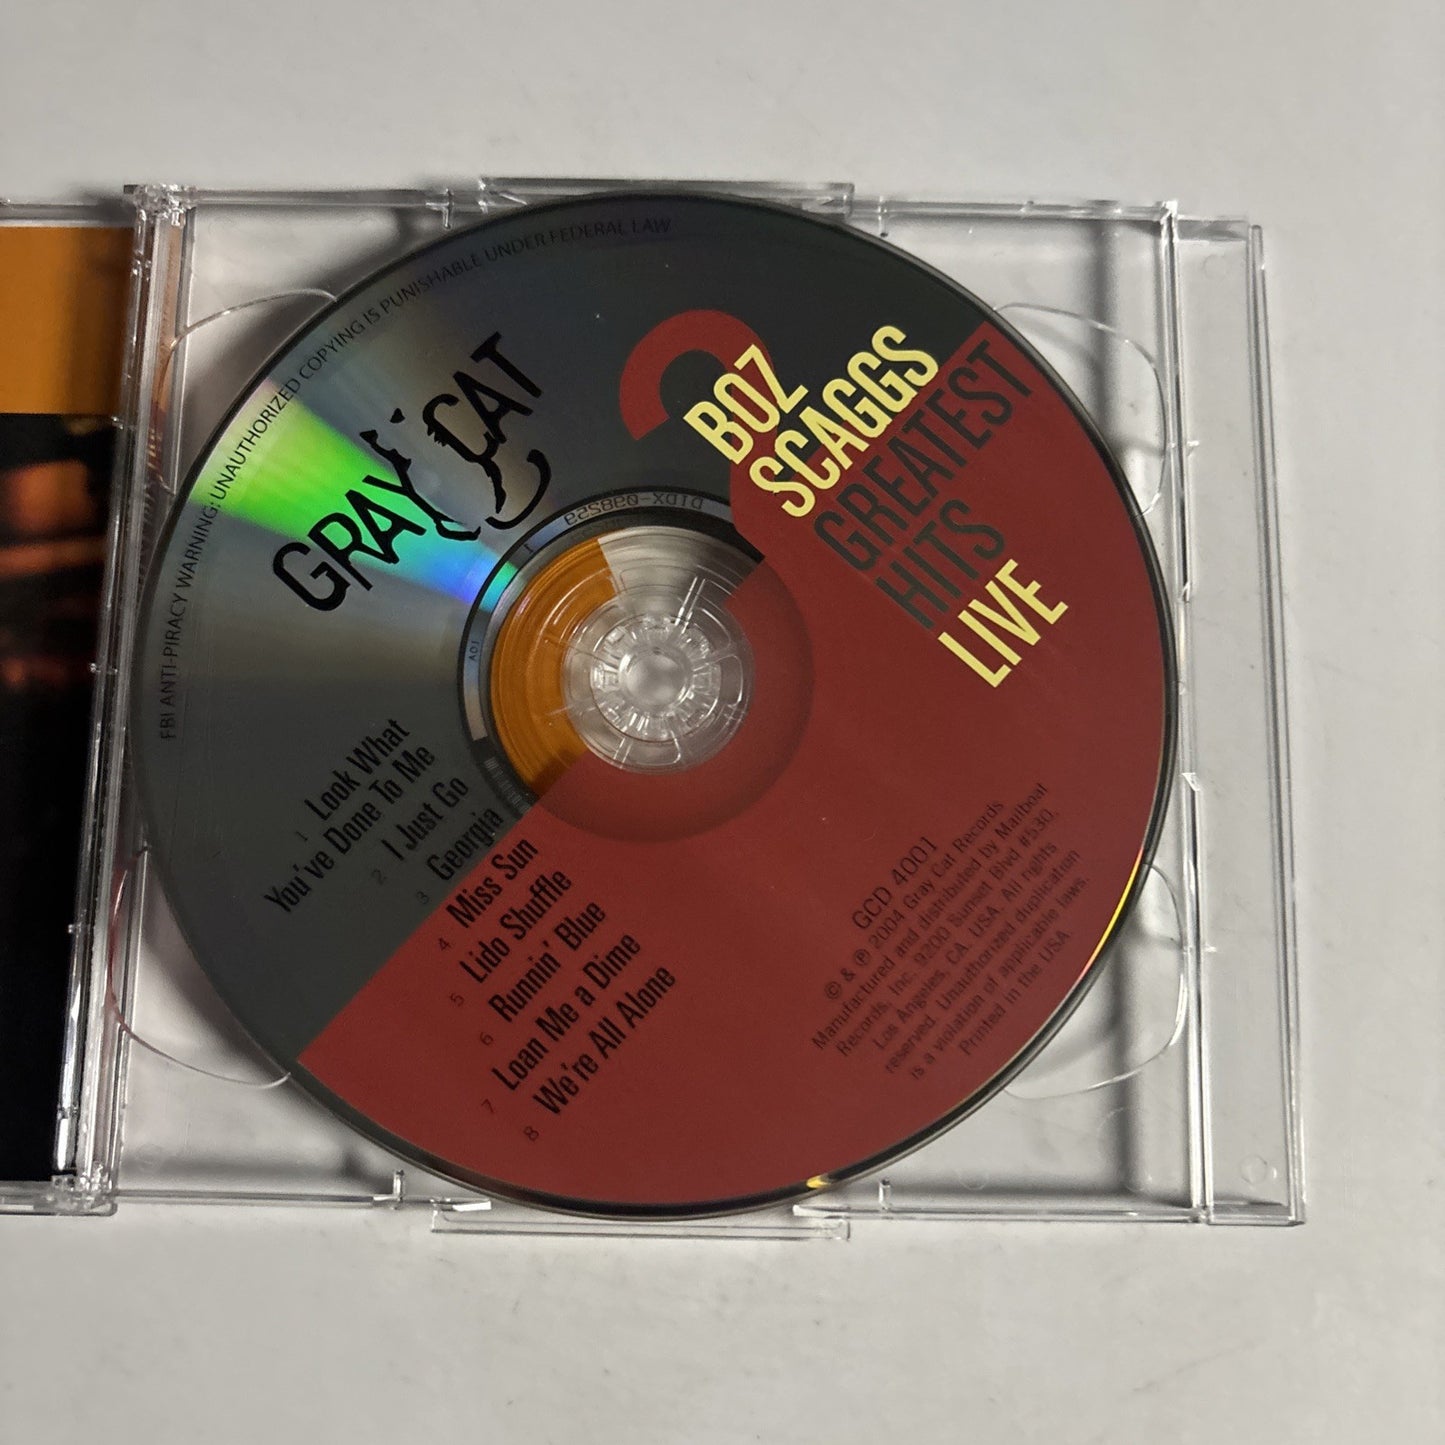 FBI ANTI-PIRACY WARNING: UNAUTHORIZED COPYING IS PUNISHABLE UNDER FEDERAL LAW
GRAY CAT
2
BOZ
SCAGGS
GREATEST
HITS
LIVE
DIDX-098252
1
A01
1 Look What
You've Done To Me
2 I Just Go
3 Georgia
4 Miss Sun
5 Lido Shuffle
6 Runnin' Blue
7 Loan Me a Dime
8 We're All Alone
GCD 4001
© & ℗ 2004 Gray Cat Records
Manufactured and distributed by Mailboat
Records, Inc. 9200 Sunset Blvd #530,
Los Angeles, CA, USA. All rights
reserved. Unauthorized duplication
is a violation of applicable laws.
Printed in the USA.